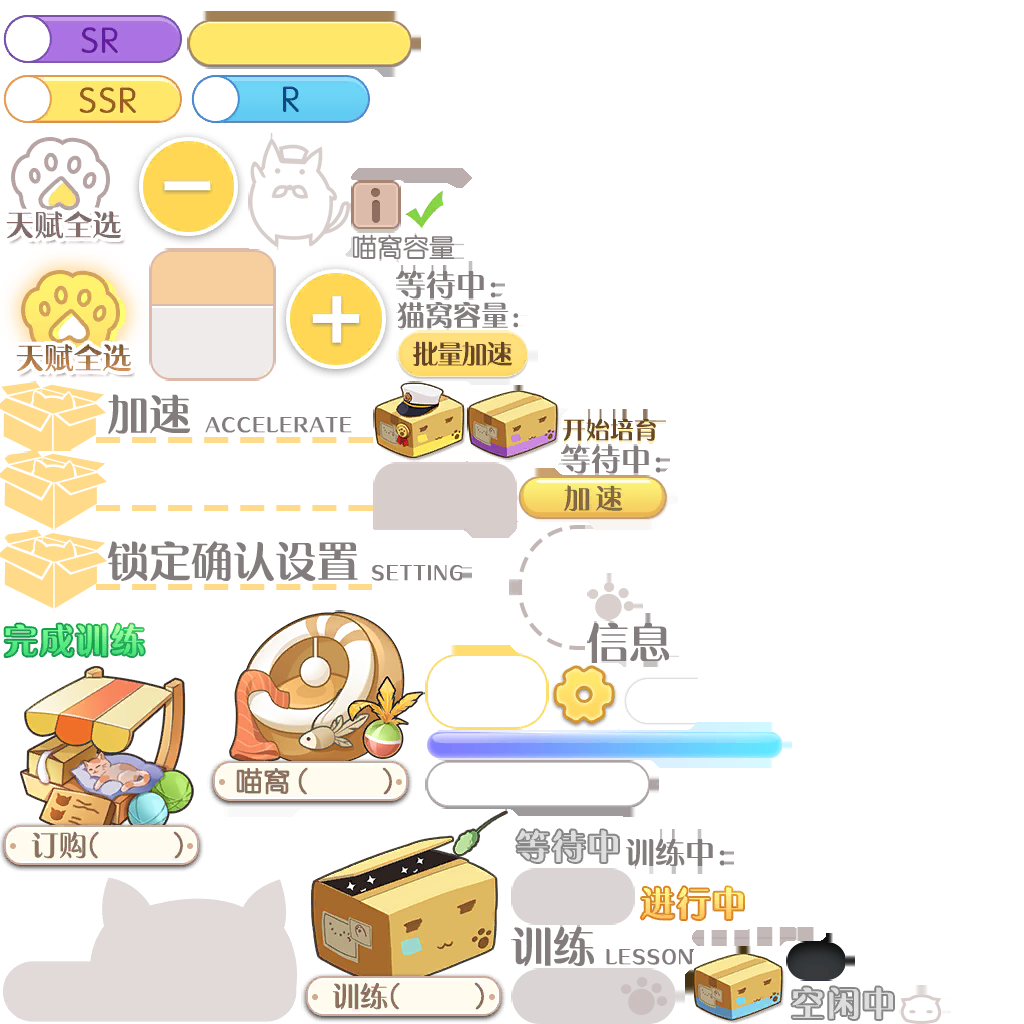 SR
SSR
R
天赋全选
喵窝容量
等待中:
猫窝容量:
天赋全选
批量加速
加速 ACCELERATE
开始培育
等待中:
加速
锁定确认设置 SETTING
信息
完成训练
喵窝( )
订购( )
等待中
训练中:
进行中
训练 LESSON
训练( )
空闲中